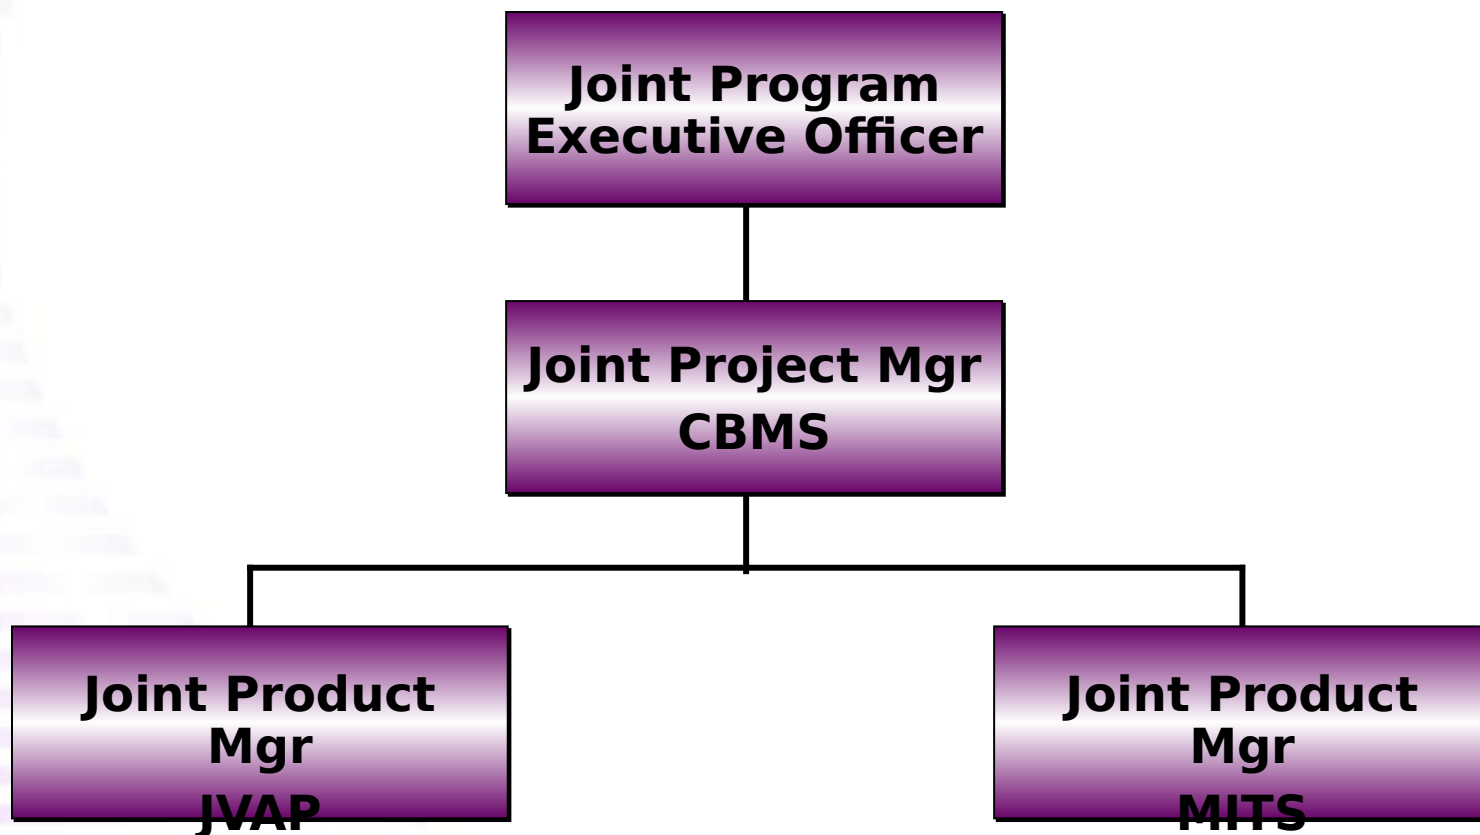 Joint Program
Executive Officer
Joint Project Mgr
CBMS
Joint Product
Mgr
JVAP
Joint Product
Mgr
MITS